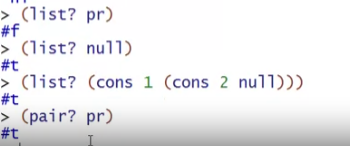 > (list? pr)
#f
> (list? null)
#t
> (list? (cons 1 (cons 2 null)))
#t
> (pair? pr)
#t